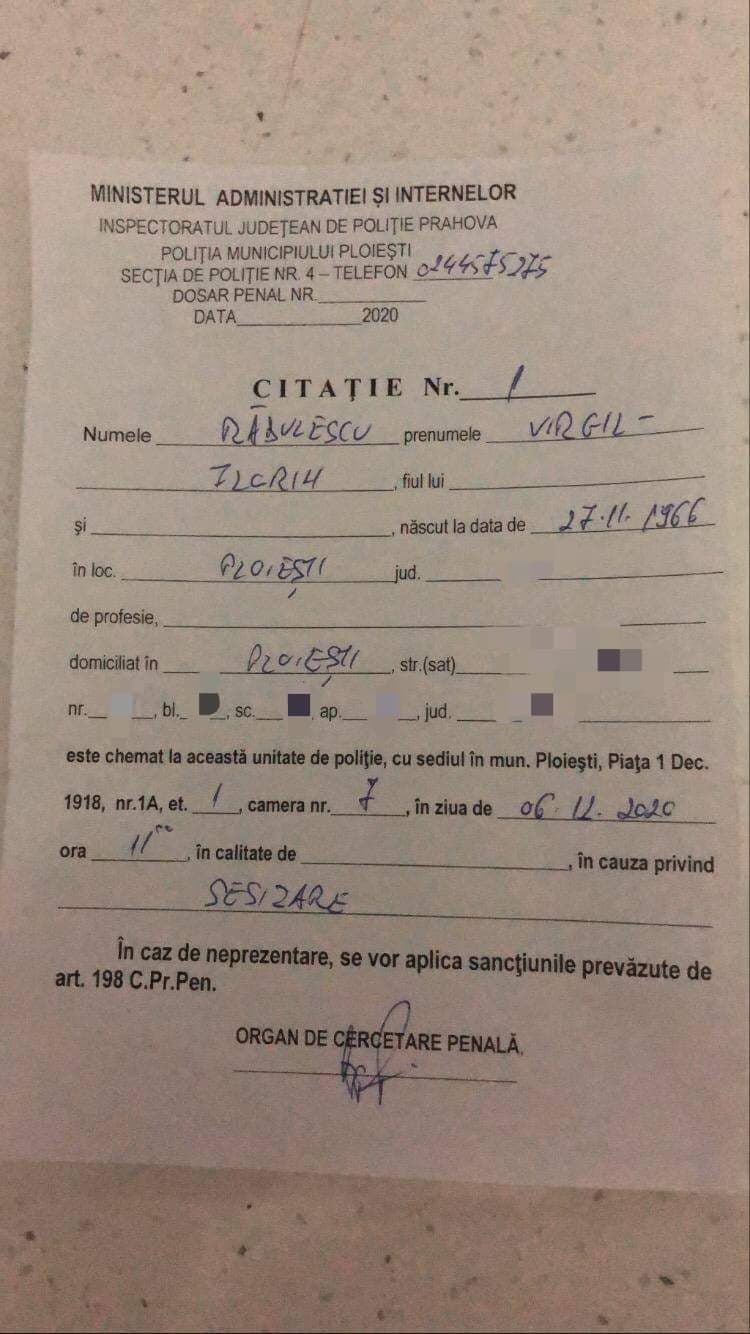 MINISTERUL ADMINISTRATIEI ŞI INTERNELOR
INSPECTORATUL JUDEŢEAN DE POLIŢIE PRAHOVA
POLIŢIA MUNICIPIULUI PLOIEŞTI
SECŢIA DE POLIŢIE NR. 4 – TELEFON 0244575275
DOSAR PENAL NR.
DATA 2020
CITAŢIE Nr. 1
Numele RĂDULESCU prenumele VIRGIL-
, fiul lui
şi , născut la data de 27.11.1966
în loc. PLOIEŞTI jud.
de profesie,
domiciliat în PLOIEŞTI, str.(sat)
nr. , bl. , sc. , ap. , jud.
este chemat la această unitate de poliţie, cu sediul în mun. Ploieşti, Piaţa 1 Dec.
1918, nr.1A, et. 1, camera nr. 7, în ziua de 06.12.2020
ora 11⁰⁰, în calitate de , în cauza privind
SESIZARE
În caz de neprezentare, se vor aplica sancţiunile prevăzute de
art. 198 C.Pr.Pen.
ORGAN DE CERCETARE PENALĂ,